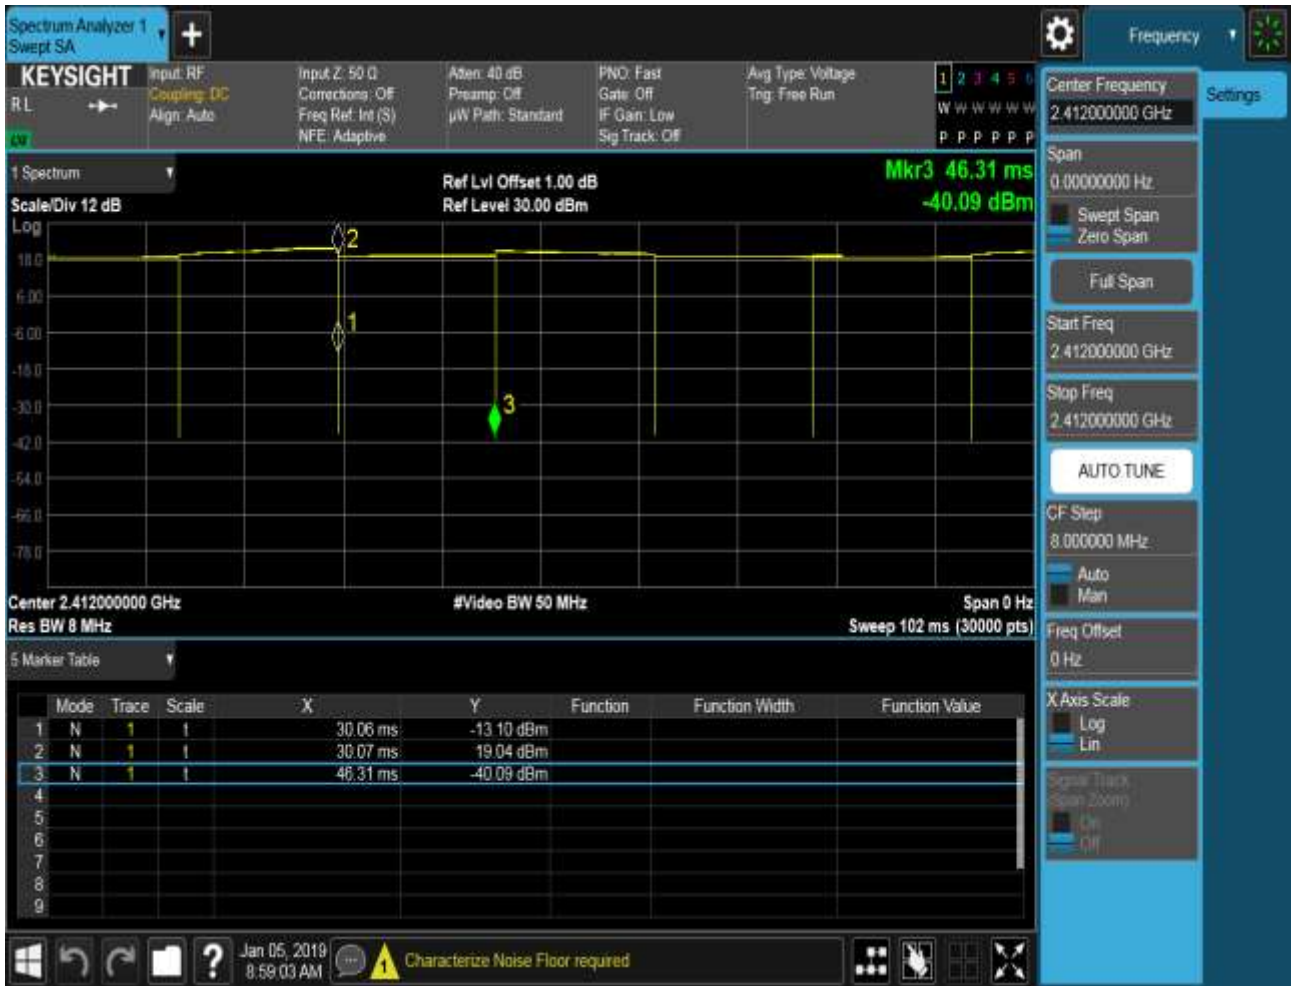 Spectrum Analyzer 1
Swept SA
+
Frequency
KEYSIGHT
RL
Input: RF
Coupling: DC
Align: Auto
Input Z: 50 Ω
Corrections: Off
Freq Ref: Int (S)
NFE: Adaptive
Atten: 40 dB
Preamp: Off
µW Path: Standard
PNO: Fast
Gate: Off
IF Gain: Low
Sig Track: Off
Avg Type: Voltage
Trig: Free Run
1 2 3 4 5 6
W W W W W W
P P P P P P
1 Spectrum
Scale/Div 12 dB
Log
Ref Lvl Offset 1.00 dB
Ref Level 30.00 dBm
Mkr3 46.31 ms
-40.09 dBm
18.0
6.00
-6.00
-18.0
-30.0
-42.0
-54.0
-66.0
-78.0
2
1
3
Center 2.412000000 GHz
Res BW 8 MHz
#Video BW 50 MHz
Span 0 Hz
Sweep 102 ms (30000 pts)
5 Marker Table
Mode Trace Scale X Y Function Function Width Function Value
1 N 1 t 30.06 ms -13.10 dBm
2 N 1 t 30.07 ms 19.04 dBm
3 N 1 t 46.31 ms -40.09 dBm
4
5
6
7
8
9
Jan 05, 2019
8:59:03 AM
Characterize Noise Floor required
Settings
Center Frequency
2.412000000 GHz
Span
0.00000000 Hz
Swept Span
Zero Span
Full Span
Start Freq
2.412000000 GHz
Stop Freq
2.412000000 GHz
AUTO TUNE
CF Step
8.000000 MHz
Auto
Man
Freq Offset
0 Hz
X Axis Scale
Log
Lin
Signal Track
(Span Zoom)
On
Off